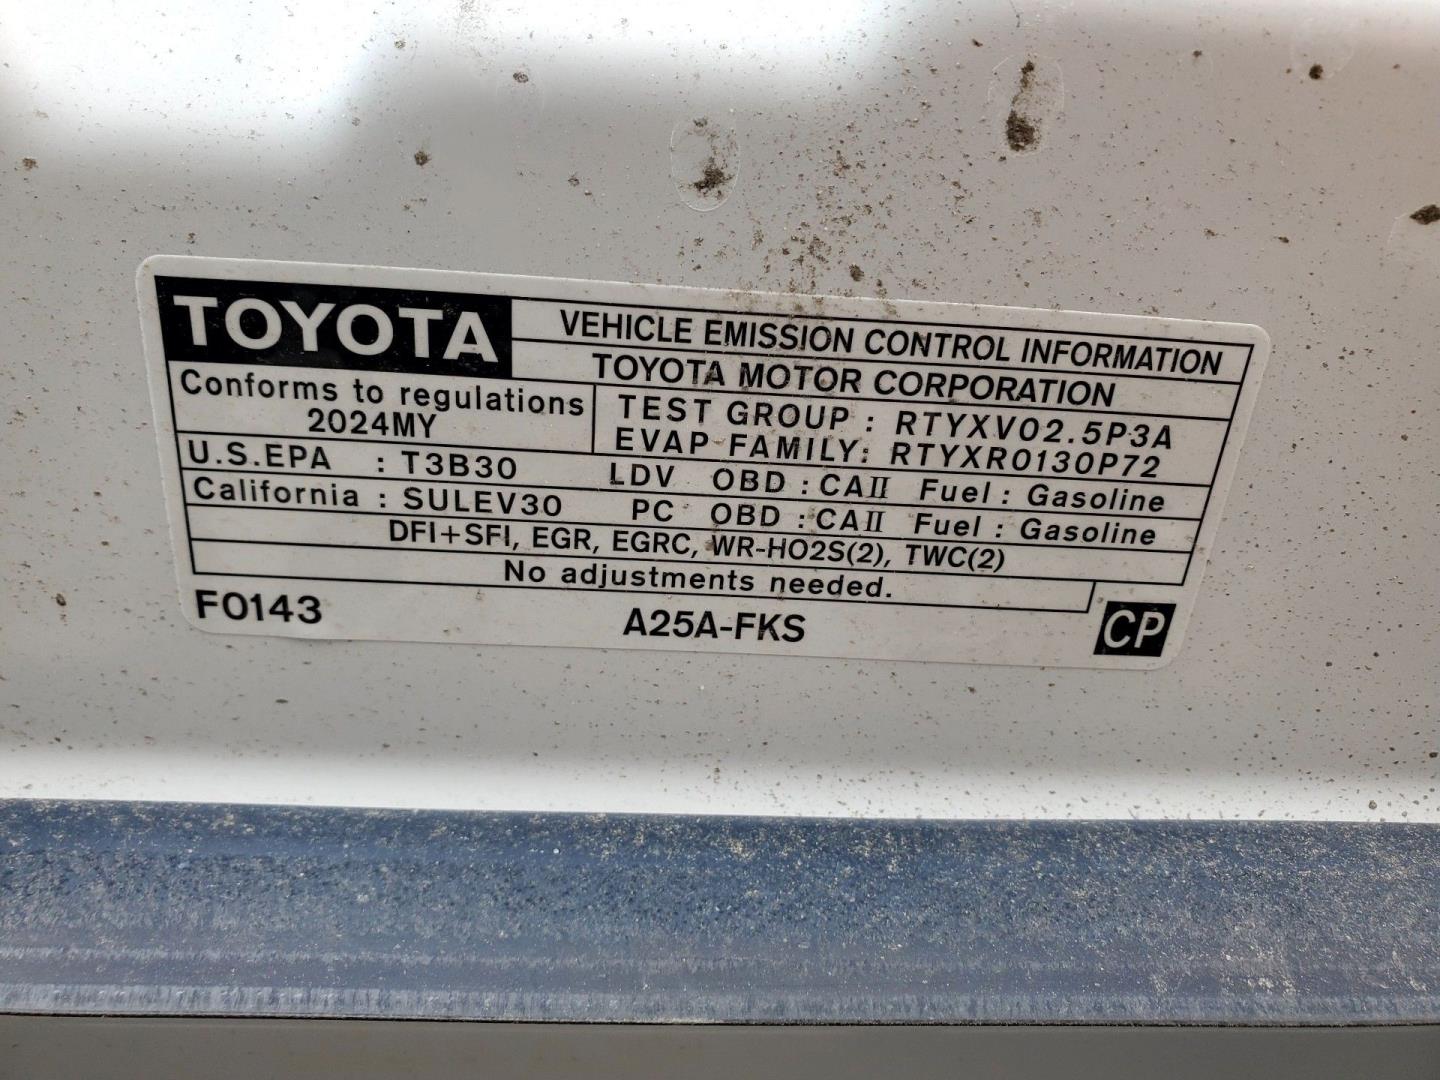 TOYOTA
VEHICLE EMISSION CONTROL INFORMATION
TOYOTA MOTOR CORPORATION
Conforms to regulations
2024MY
TEST GROUP : RTYXV02.5P3A
EVAP FAMILY: RTYXR0130P72
U.S.EPA : T3B30 LDV OBD : CAII Fuel : Gasoline
California : SULEV30 PC OBD : CAII Fuel : Gasoline
DFI+SFI, EGR, EGRC, WR-HO2S(2), TWC(2)
No adjustments needed.
F0143 A25A-FKS CP